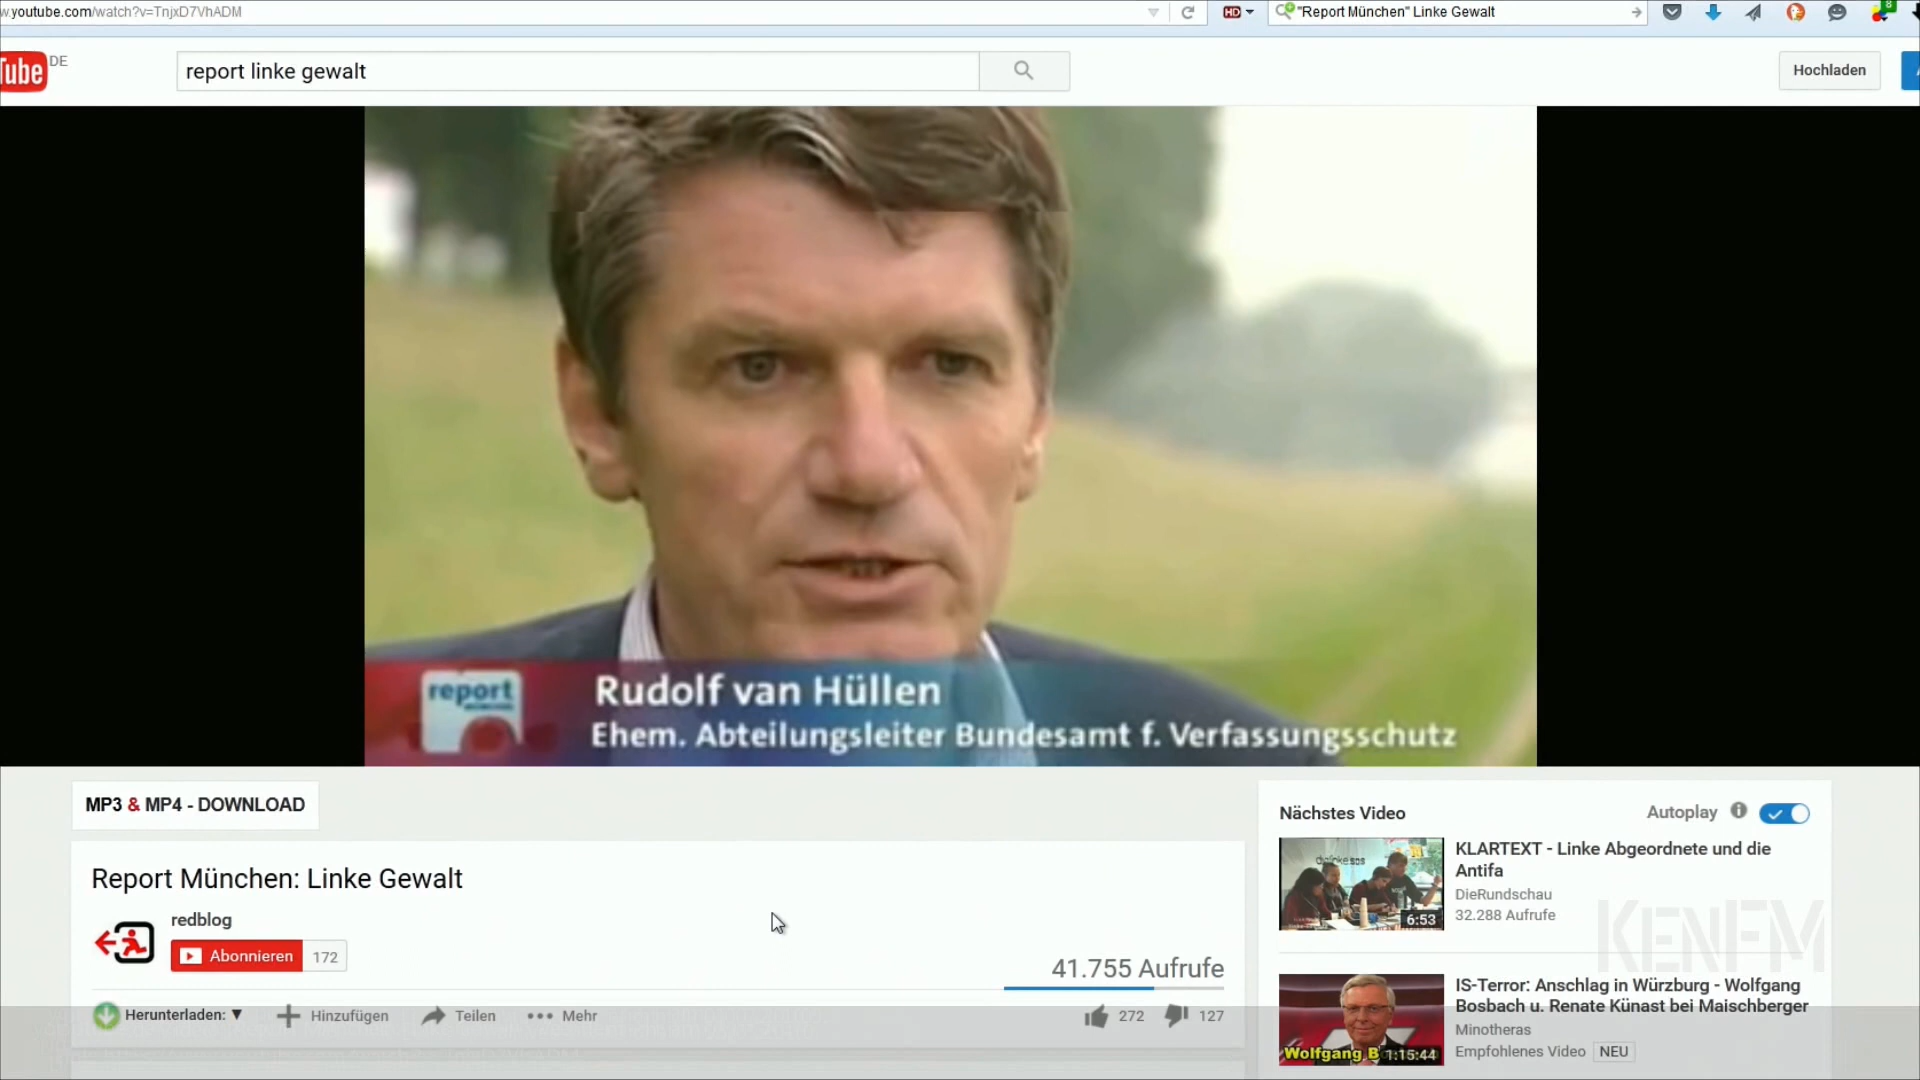 w.youtube.com/watch?v=TnjxD7VhADM
HD
"Report München" Linke Gewalt
8
Tube DE
report linke gewalt
Hochladen
report
Rudolf van Hüllen
Ehem. Abteilungsleiter Bundesamt f. Verfassungsschutz
MP3 & MP4 - DOWNLOAD
Report München: Linke Gewalt
redblog
Abonnieren 172
41.755 Aufrufe
Herunterladen: ▼
Hinzufügen
Teilen
Mehr
272
127
Nächstes Video
Autoplay
KLARTEXT - Linke Abgeordnete und die
Antifa
DieRundschau
32.288 Aufrufe
6:53
KENFM
IS-Terror: Anschlag in Würzburg - Wolfgang
Bosbach u. Renate Künast bei Maischberger
Minotheras
Empfohlenes Video NEU
Wolfgang B
1:15:44